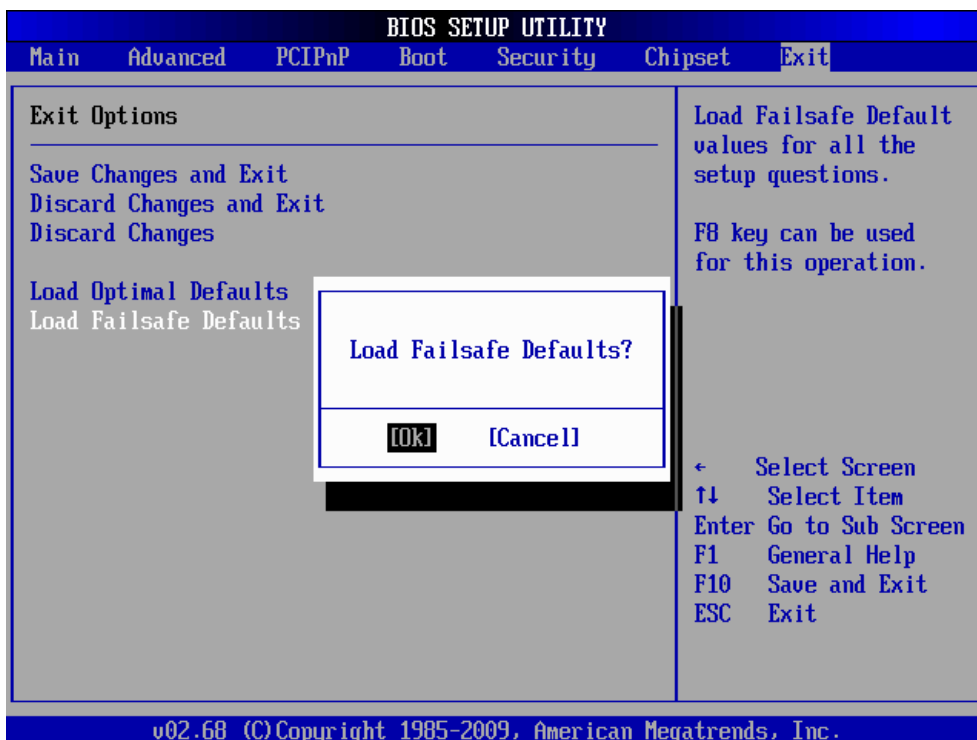 BIOS SETUP UTILITY
Main Advanced PCIPnP Boot Security Chipset Exit
Exit Options
Save Changes and Exit
Discard Changes and Exit
Discard Changes
Load Optimal Defaults
Load Failsafe Defaults
Load Failsafe Defaults?
[Ok] [Cancel]
Load Failsafe Default
values for all the
setup questions.
F8 key can be used
for this operation.
← Select Screen
↑↓ Select Item
Enter Go to Sub Screen
F1 General Help
F10 Save and Exit
ESC Exit
v02.68 (C)Copyright 1985-2009, American Megatrends, Inc.